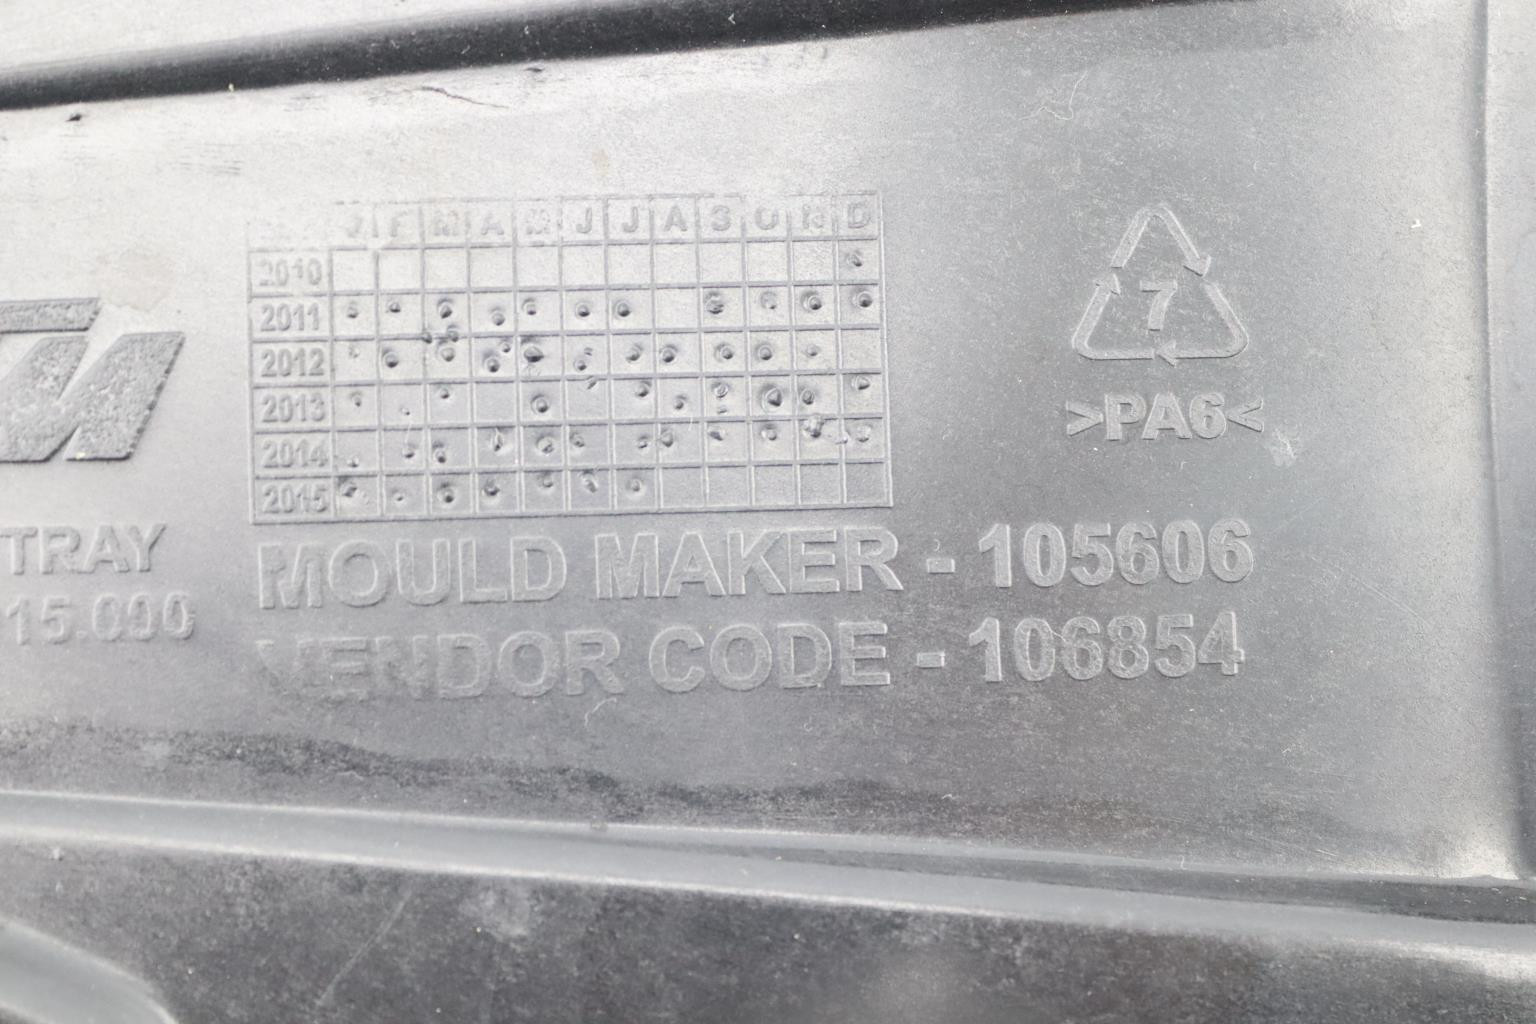 J F M A M J J A S O N D
2010
2011
2012
2013
2014
2015
7
>PA6<
TRAY
15.000
MOULD MAKER - 105606
VENDOR CODE - 106854